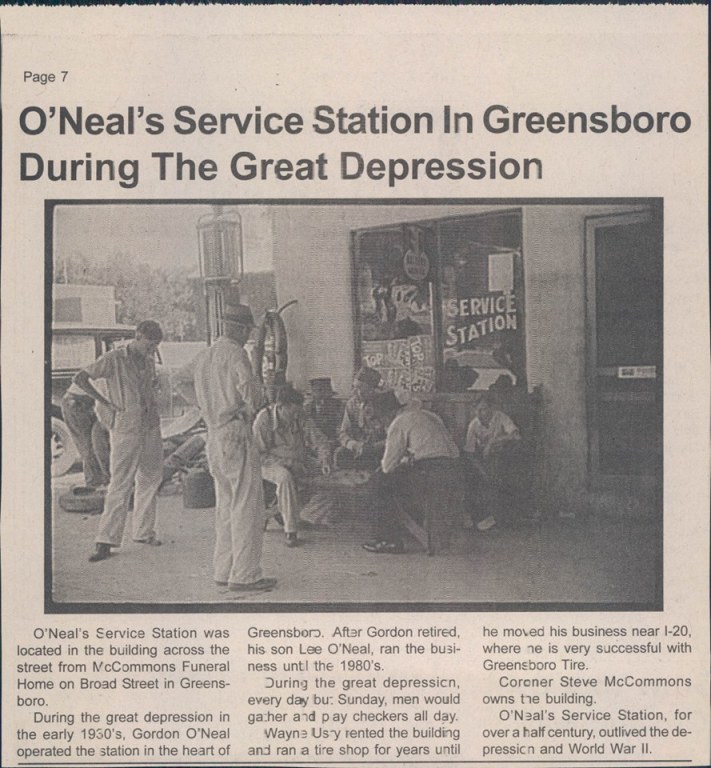 Page 7
O'Neal's Service Station In Greensboro
During The Great Depression
SERVICE
STATION
TOP
TOP
O'Neal's Service Station was
located in the building across the
street from McCommons Funeral
Home on Broad Street in Greens-
boro.
During the great depression in
the early 1930's, Gordon O'Neal
operated the station in the heart of
Greensboro. After Gordon retired,
his son Lee O'Neal, ran the busi-
ness until the 1980's.
During the great depression,
every day but Sunday, men would
gather and play checkers all day.
Wayne Usry rented the building
and ran a tire shop for years until
he moved his business near I-20,
where he is very successful with
Greensboro Tire.
Coroner Steve McCommons
owns the building.
O'Neal's Service Station, for
over a half century, outlived the de-
pression and World War II.